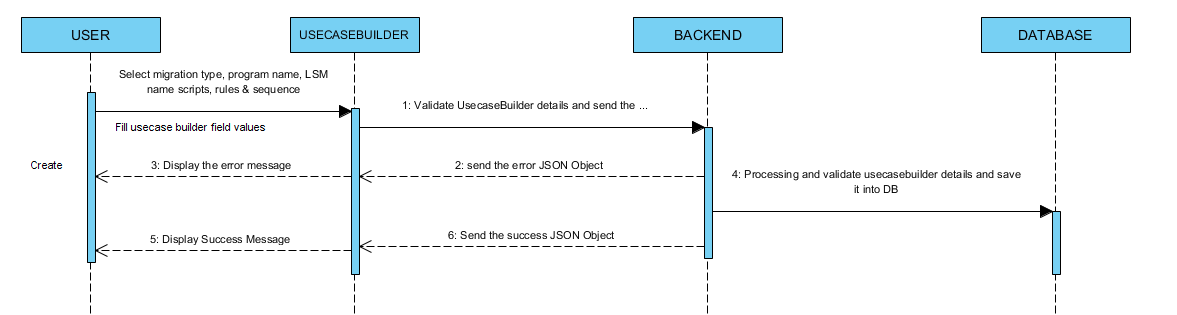 USER
USECASEBUILDER
BACKEND
DATABASE
Select migration type, program name, LSM
name scripts, rules & sequence
1: Validate UsecaseBuilder details and send the ...
Fill usecase builder field values
Create
3: Display the error message
2: send the error JSON Object
4: Processing and validate usecasebuilder details and save
it into DB
5: Display Success Message
6: Send the success JSON Object